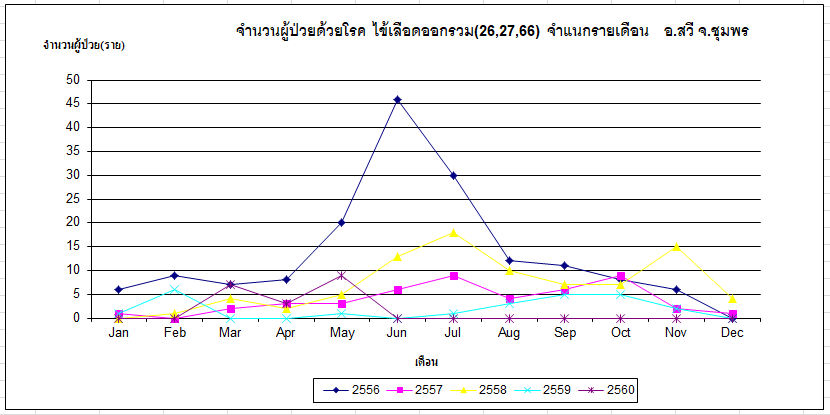 จำนวนผู้ป่วยด้วยโรค ไข้เลือดออกรวม(26,27,66) จำแนกรายเดือน อ.สวี จ.ชุมพร
จำนวนผู้ป่วย(ราย)
50
45
40
35
30
25
20
15
10
5
0
Jan Feb Mar Apr May Jun Jul Aug Sep Oct Nov Dec
เดือน
2556 2557 2558 2559 2560